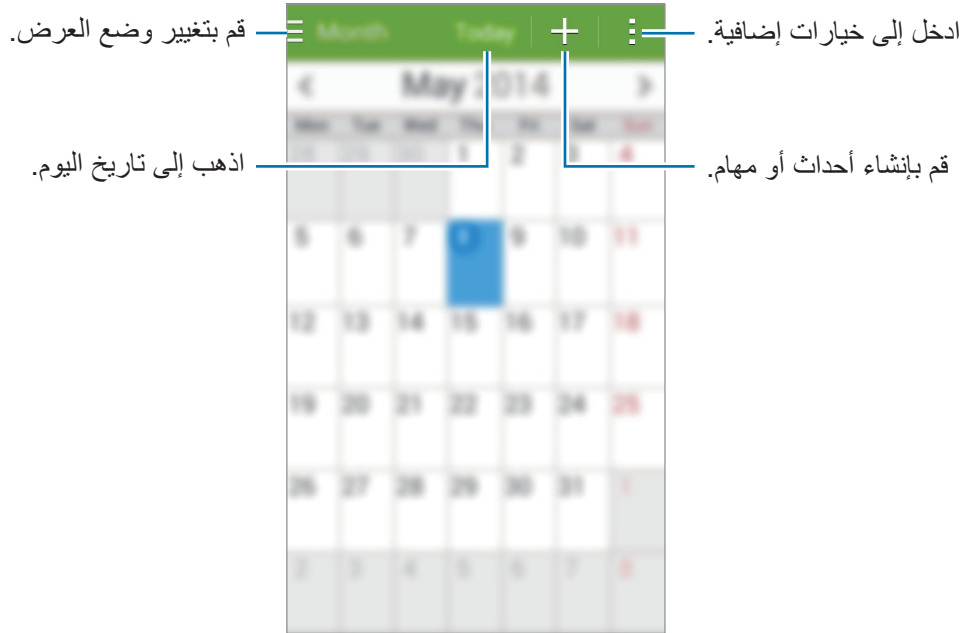 ادخل إلى خيارات إضافية.
قم بتغيير وضع العرض.
Month Today
May 2014
Mon Tue Wed Thu Fri Sat Sun
28 29 30 1 2 3 4
قم بإنشاء أحداث أو مهام.
اذهب إلى تاريخ اليوم.
5 6 7 8 9 10 11
12 13 14 15 16 17 18
19 20 21 22 23 24 25
26 27 28 29 30 31 1
2 3 4 5 6 7 8